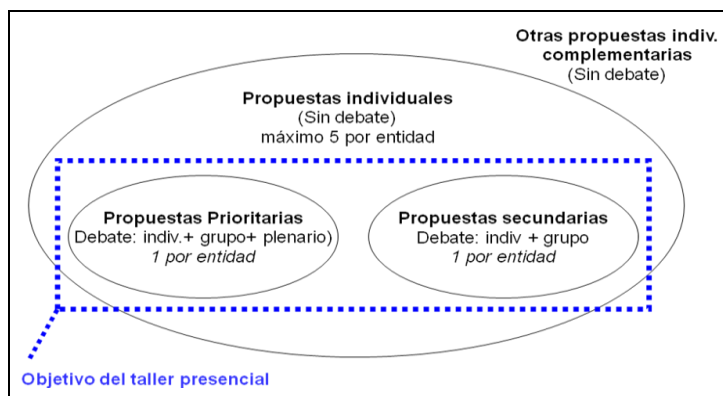 Otras propuestas indiv.
complementarias
(Sin debate)
Propuestas individuales
(Sin debate)
máximo 5 por entidad
Propuestas Prioritarias
Debate: indiv.+ grupo+ plenario)
1 por entidad
Propuestas secundarias
Debate: indiv + grupo
1 por entidad
Objetivo del taller presencial